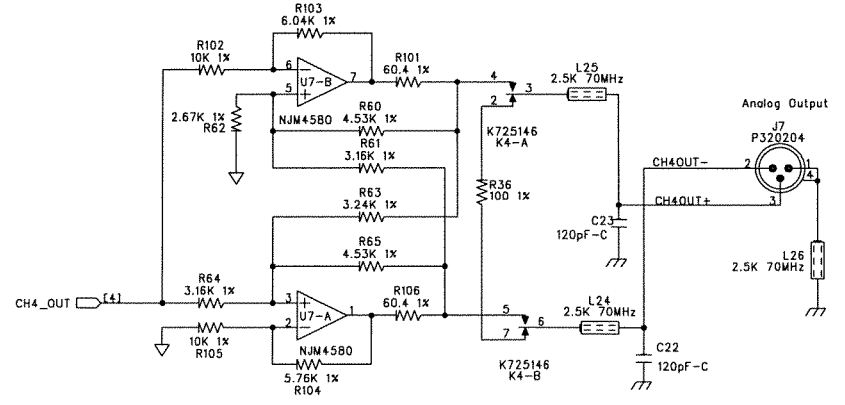 R103
6.04K 1%
R102
10K 1%
6
5
U7-B
7
R101
60.4 1%
2.67K 1%
R62
NJM4580
R60
4.53K 1%
R61
3.16K 1%
R63
3.24K 1%
R65
4.53K 1%
4
2
3
K725146
K4-A
L25
2.5K 70MHz
R36
100 1%
Analog Output
J7
P320204
CH4OUT-
2
1
4
3
CH4OUT+
C23
120pF-C
L26
2.5K 70MHz
CH4_OUT
[4]
R64
3.16K 1%
3
2
U7-A
1
R106
60.4 1%
10K 1%
R105
NJM4580
5.76K 1%
R104
5
7
6
K725146
K4-B
L24
2.5K 70MHz
C22
120pF-C